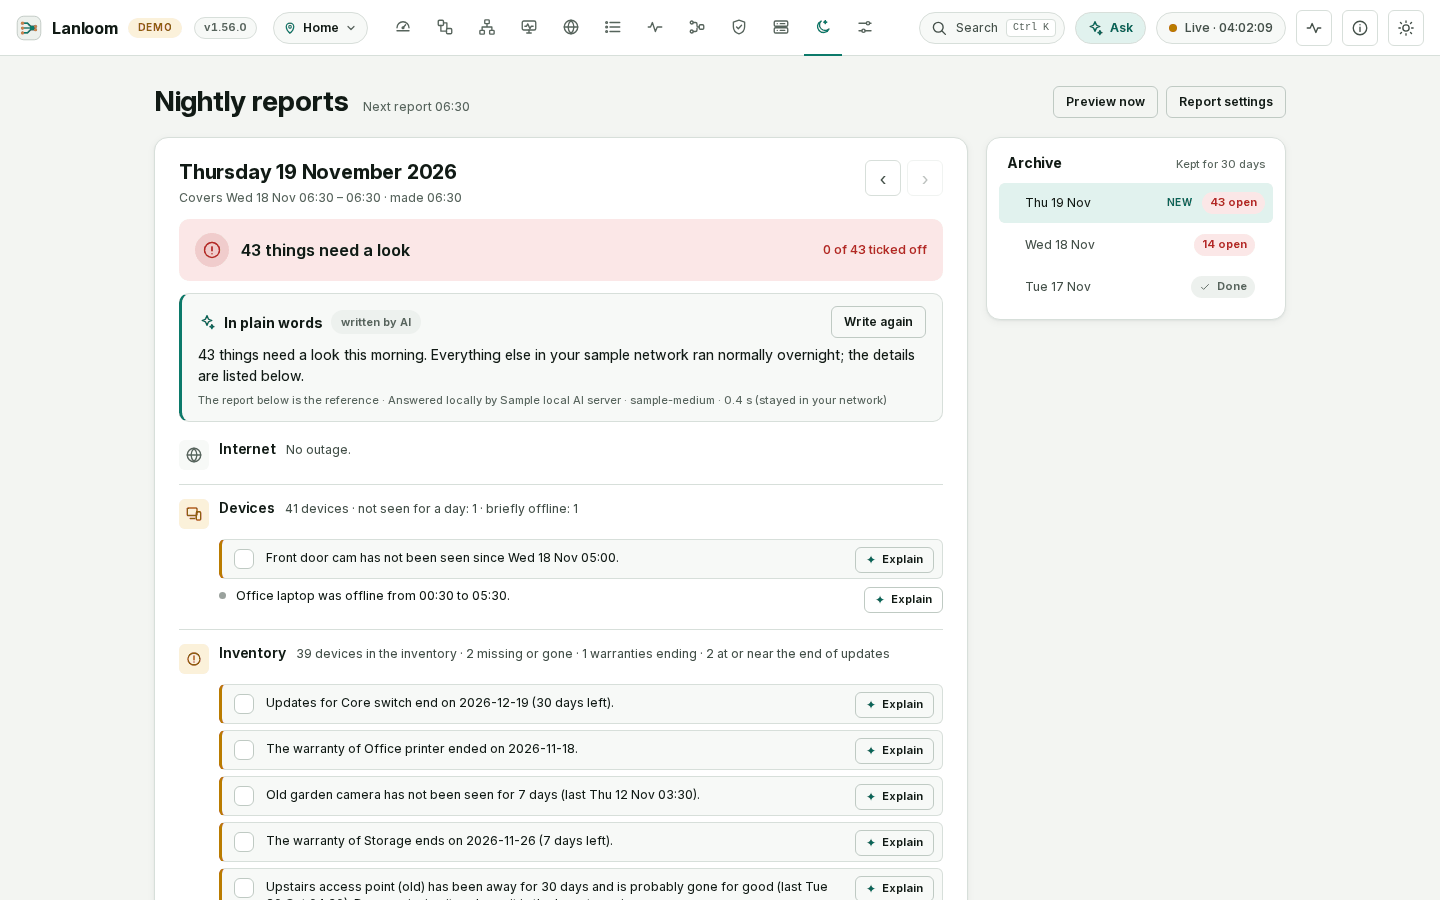 Lanloom DEMO v1.56.0 Home Search Ctrl K Ask Live · 04:02:09
Nightly reports Next report 06:30 Preview now Report settings
Thursday 19 November 2026
Covers Wed 18 Nov 06:30 – 06:30 · made 06:30
43 things need a look 0 of 43 ticked off
In plain words written by AI Write again
43 things need a look this morning. Everything else in your sample network ran normally overnight; the details
are listed below.
The report below is the reference · Answered locally by Sample local AI server · sample-medium · 0.4 s (stayed in your network)
Internet No outage.
Devices 41 devices · not seen for a day: 1 · briefly offline: 1
Front door cam has not been seen since Wed 18 Nov 05:00. Explain
Office laptop was offline from 00:30 to 05:30. Explain
Inventory 39 devices in the inventory · 2 missing or gone · 1 warranties ending · 2 at or near the end of updates
Updates for Core switch end on 2026-12-19 (30 days left). Explain
The warranty of Office printer ended on 2026-11-18. Explain
Old garden camera has not been seen for 7 days (last Thu 12 Nov 03:30). Explain
The warranty of Storage ends on 2026-11-26 (7 days left). Explain
Upstairs access point (old) has been away for 30 days and is probably gone for good (last Tue Explain
Archive Kept for 30 days
Thu 19 Nov NEW 43 open
Wed 18 Nov 14 open
Tue 17 Nov Done